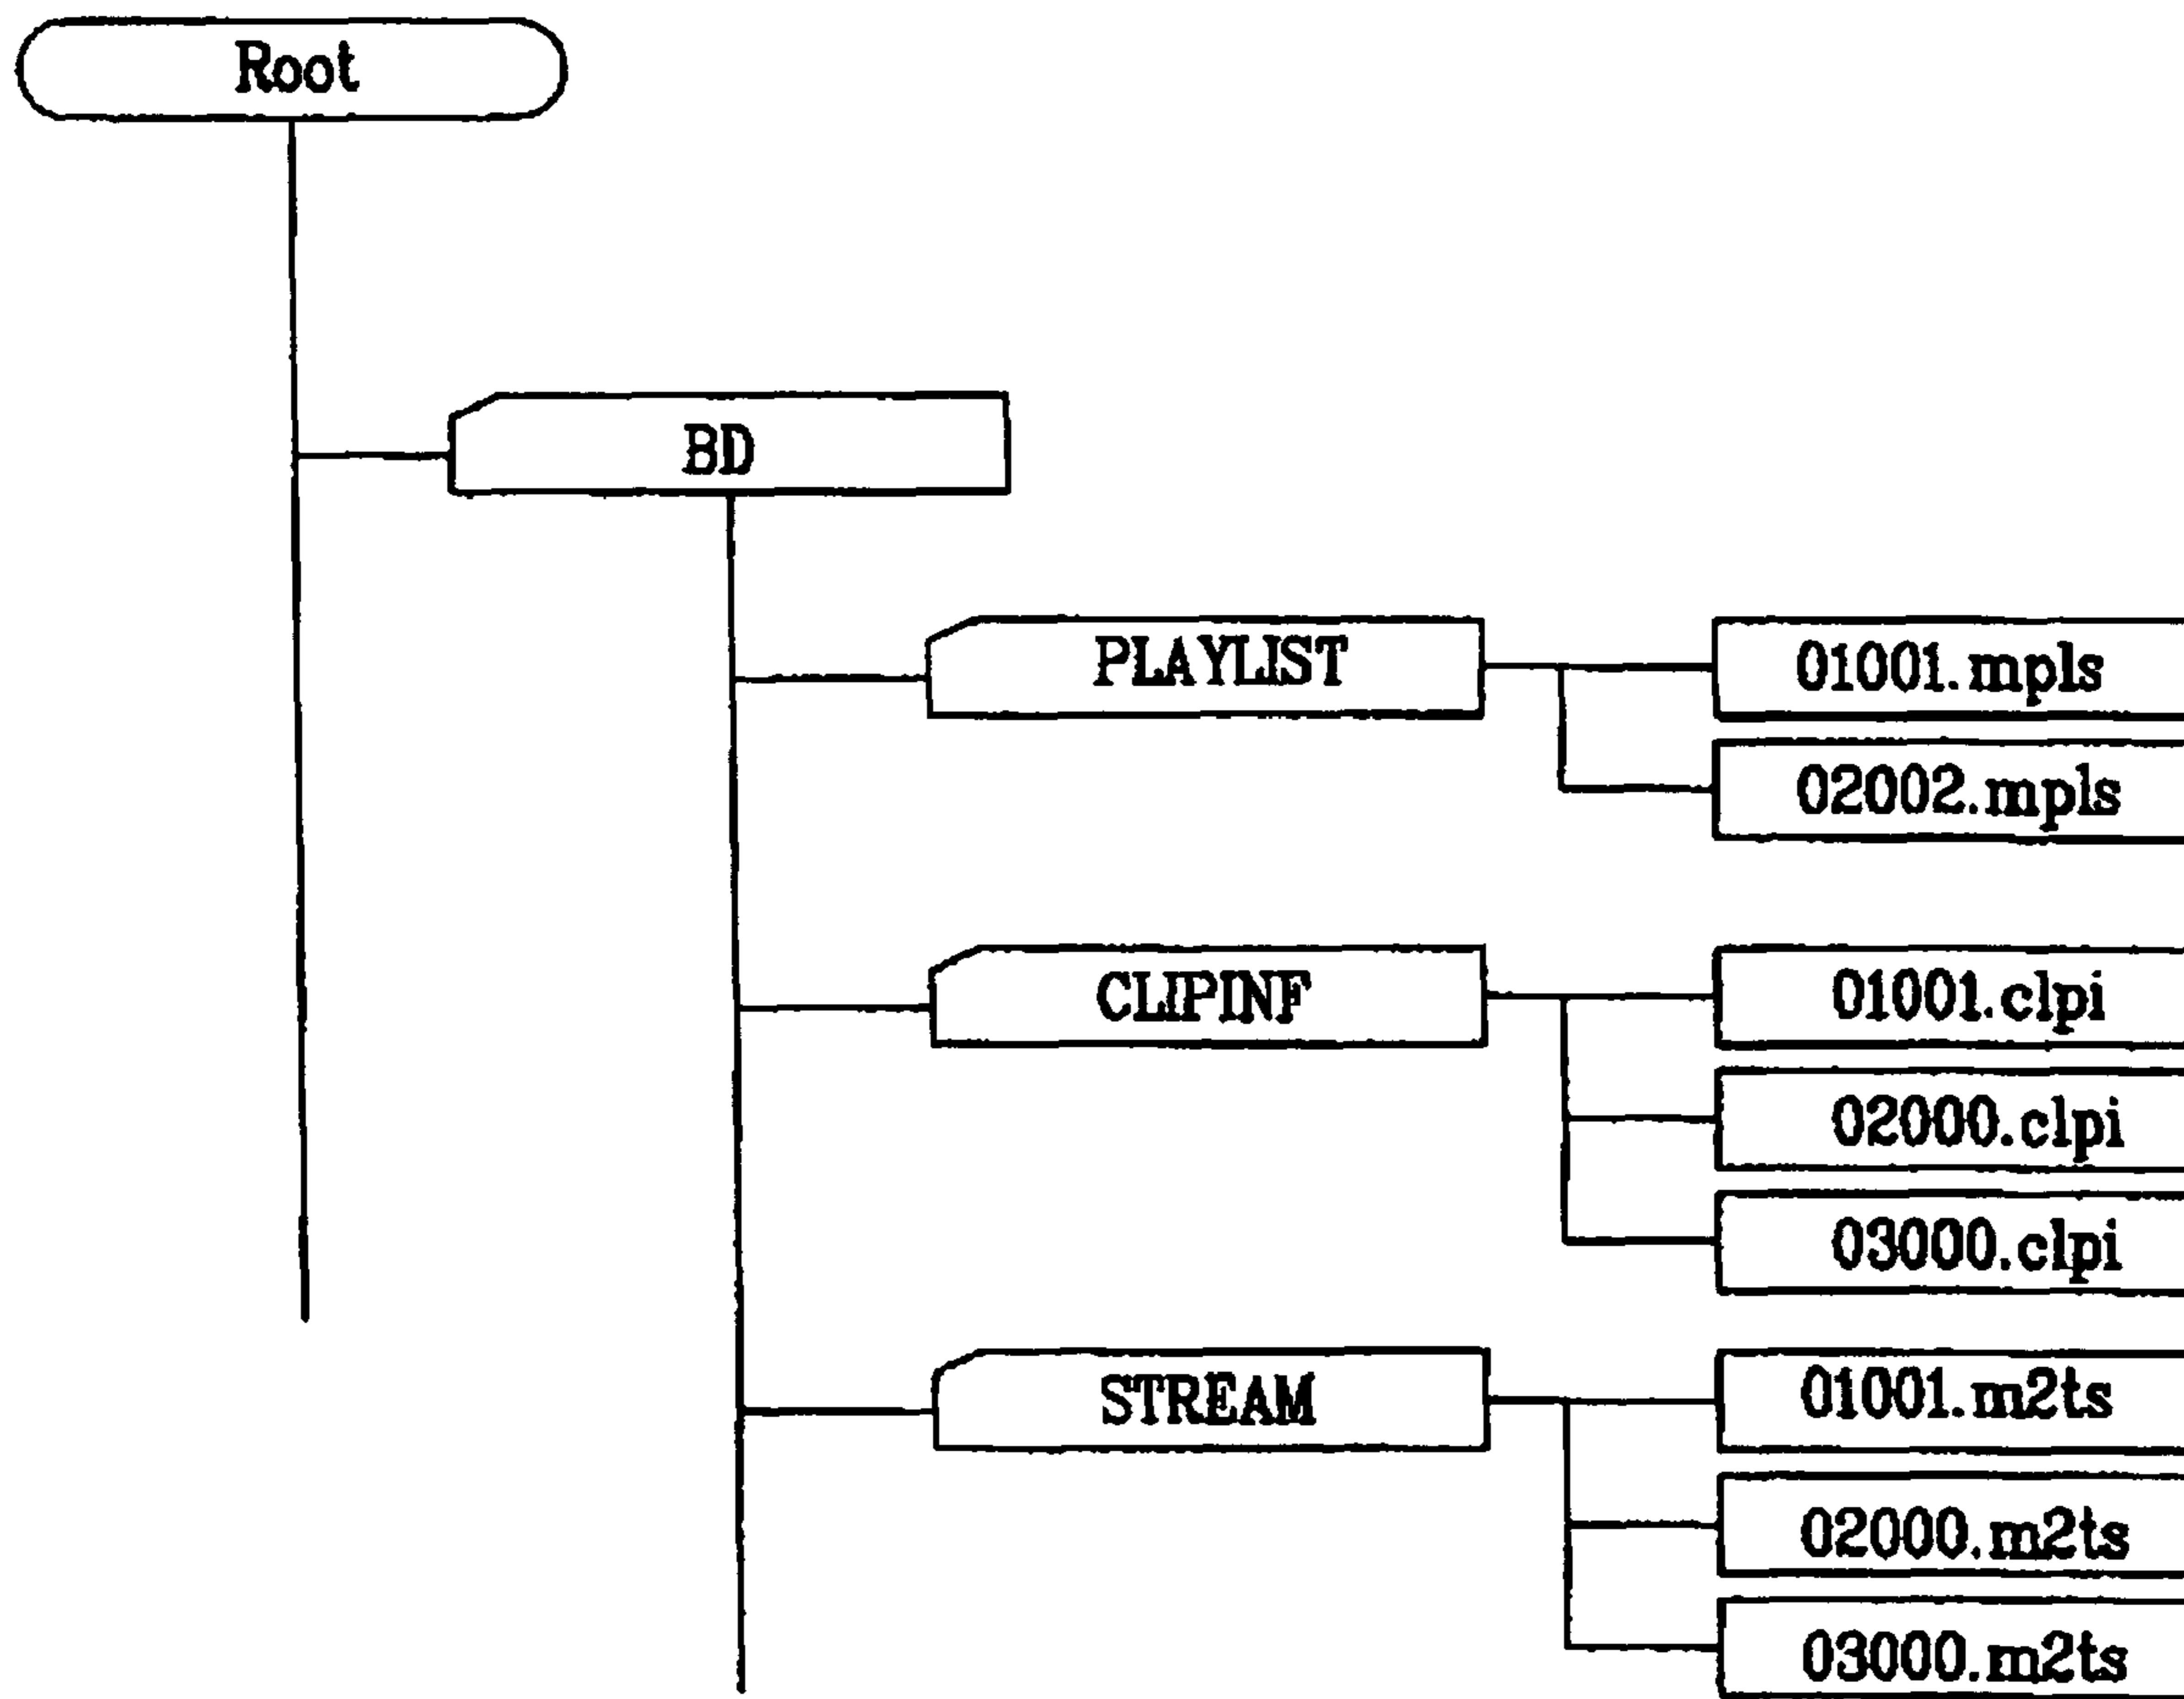 Root
BD
PLAYLIST
01001.mpls
02002.mpls
CLIPINF
01001.clpi
02000.clpi
03000.clpi
STREAM
01001.m2ts
02000.m2ts
03000.m2ts